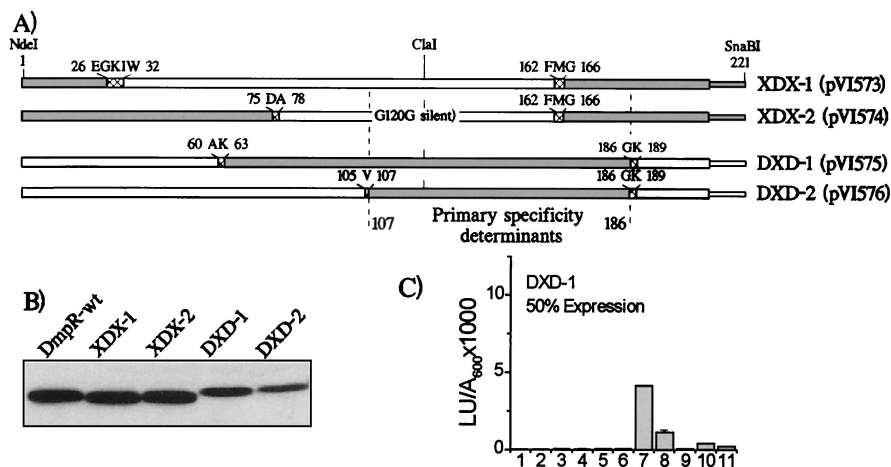 A)
NdeI ClaI SnaBI
1 221
26 EGKIW 32 162 FMG 166
XDX-1 (pVI573)
75 DA 78 162 FMG 166
G120G silent) XDX-2 (pVI574)
60 AK 63 186 GK 189
DXD-1 (pVI575)
105 V 107 186 GK 189
DXD-2 (pVI576)
107 Primary specificity determinants 186
B)
DmpR-wt XDX-1 XDX-2 DXD-1 DXD-2
C)
DXD-1
50% Expression
LU/A600x1000
10
5
0
1 2 3 4 5 6 7 8 9 10 11